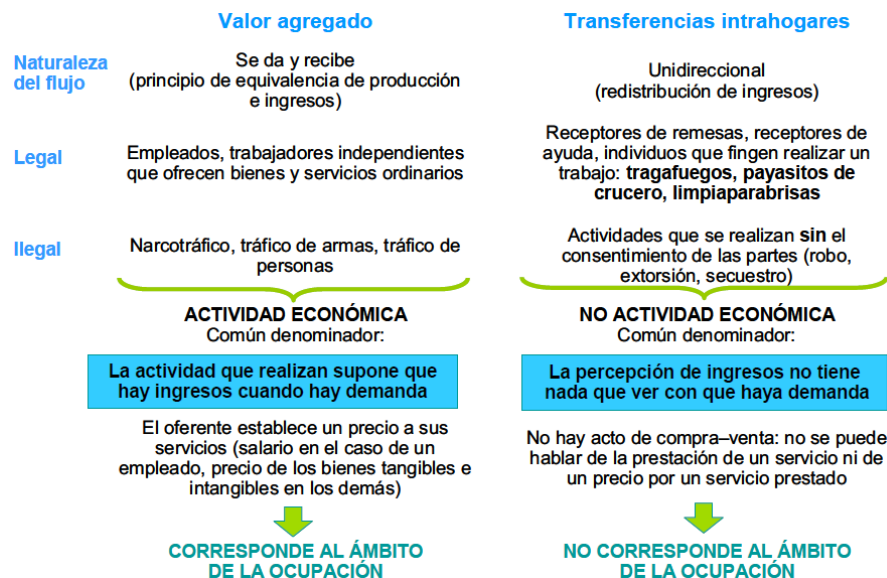 Valor agregado
Transferencias intrahogares
Naturaleza
del flujo
Se da y recibe
(principio de equivalencia de producción
e ingresos)
Unidireccional
(redistribución de ingresos)
Legal
Empleados, trabajadores independientes
que ofrecen bienes y servicios ordinarios
Receptores de remesas, receptores de
ayuda, individuos que fingen realizar un
trabajo: tragafuegos, payasitos de
crucero, limpiaparabrisas
Ilegal
Narcotráfico, tráfico de armas, tráfico de
personas
Actividades que se realizan sin el
consentimiento de las partes (robo,
extorsión, secuestro)
ACTIVIDAD ECONÓMICA
Común denominador:
La actividad que realizan supone que
hay ingresos cuando hay demanda
El oferente establece un precio a sus
servicios (salario en el caso de un
empleado, precio de los bienes tangibles e
intangibles en los demás)
CORRESPONDE AL ÁMBITO
DE LA OCUPACIÓN
NO ACTIVIDAD ECONÓMICA
Común denominador:
La percepción de ingresos no tiene
nada que ver con que haya demanda
No hay acto de compra–venta: no se puede
hablar de la prestación de un servicio ni de
un precio por un servicio prestado
NO CORRESPONDE AL ÁMBITO
DE LA OCUPACIÓN